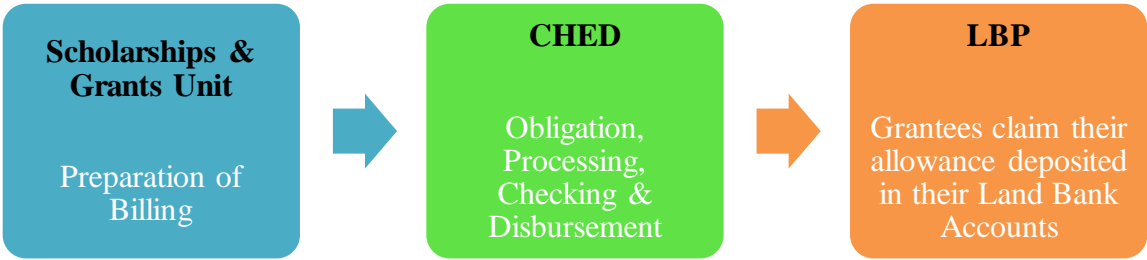 Scholarships &
Grants Unit
Preparation of
Billing
CHED
Obligation,
Processing,
Checking &
Disbursement
LBP
Grantees claim their
allowance deposited
in their Land Bank
Accounts